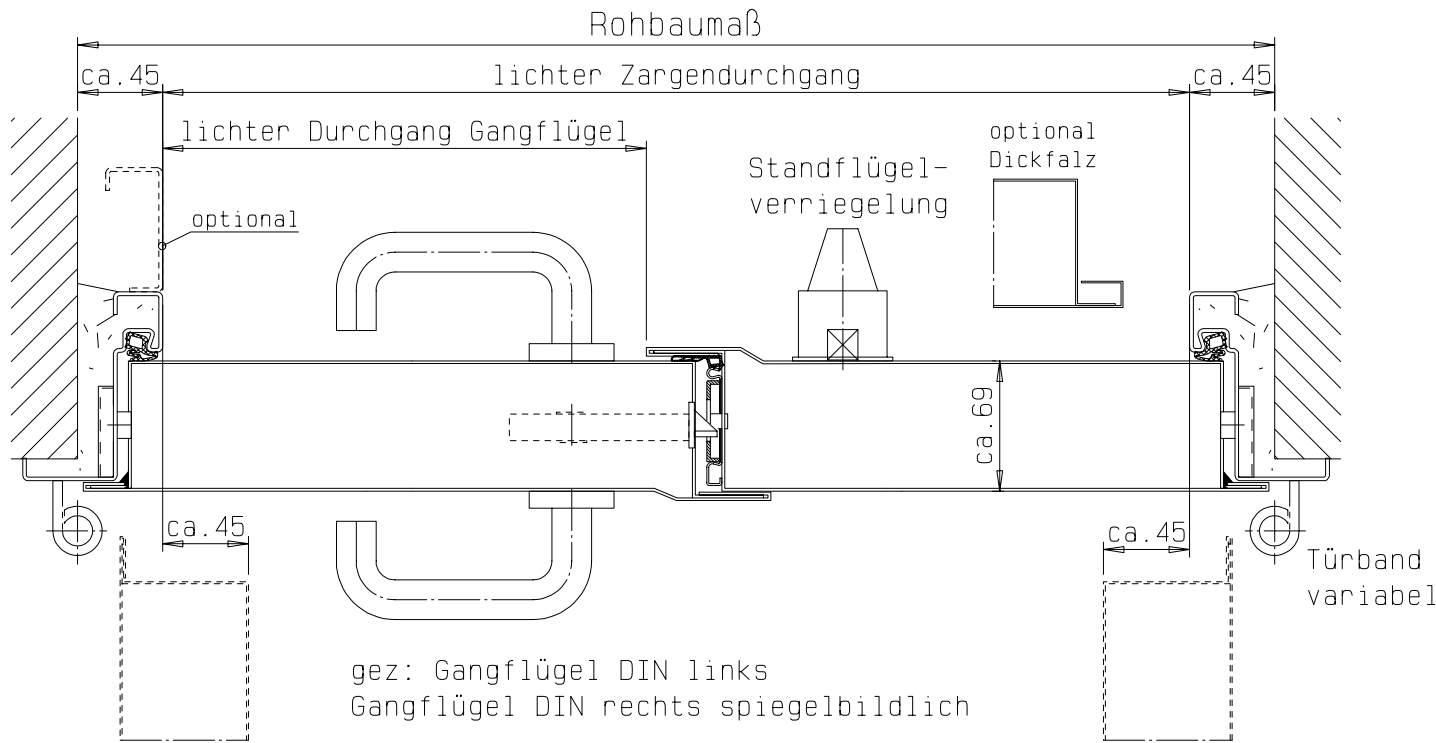 Rohbaumaß
ca.45
lichter Zargendurchgang
ca.45
lichter Durchgang Gangflügel
optional
Dickfalz
Standflügel-
verriegelung
optional
ca.69
ca.45
ca.45
Türband
variabel
gez: Gangflügel DIN links
Gangflügel DIN rechts spiegelbildlich